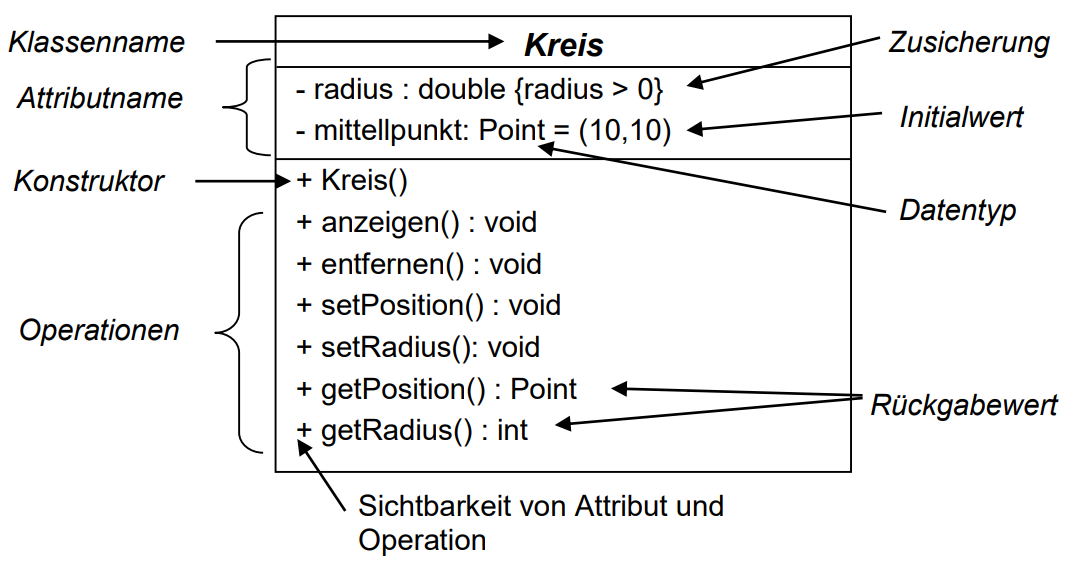 Klassenname
Kreis
Zusicherung
Attributname
- radius : double {radius > 0}
- mittellpunkt: Point = (10,10)
Initialwert
Konstruktor
+ Kreis()
Datentyp
+ anzeigen() : void
+ entfernen() : void
+ setPosition() : void
Operationen
+ setRadius(): void
+ getPosition() : Point
+ getRadius() : int
Rückgabewert
Sichtbarkeit von Attribut und
Operation